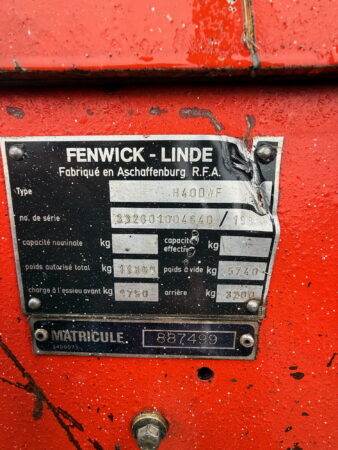 FENWICK - LINDE
Fabriqué en Aschaffenburg R.F.A.
Type H40D
no. de série 332601004640 /
capacité nominale kg capacité effective kg
poids autorisé total kg poids à vide kg 5740
charge à l'essieu avant kg arrière kg
MATRICULE 887499